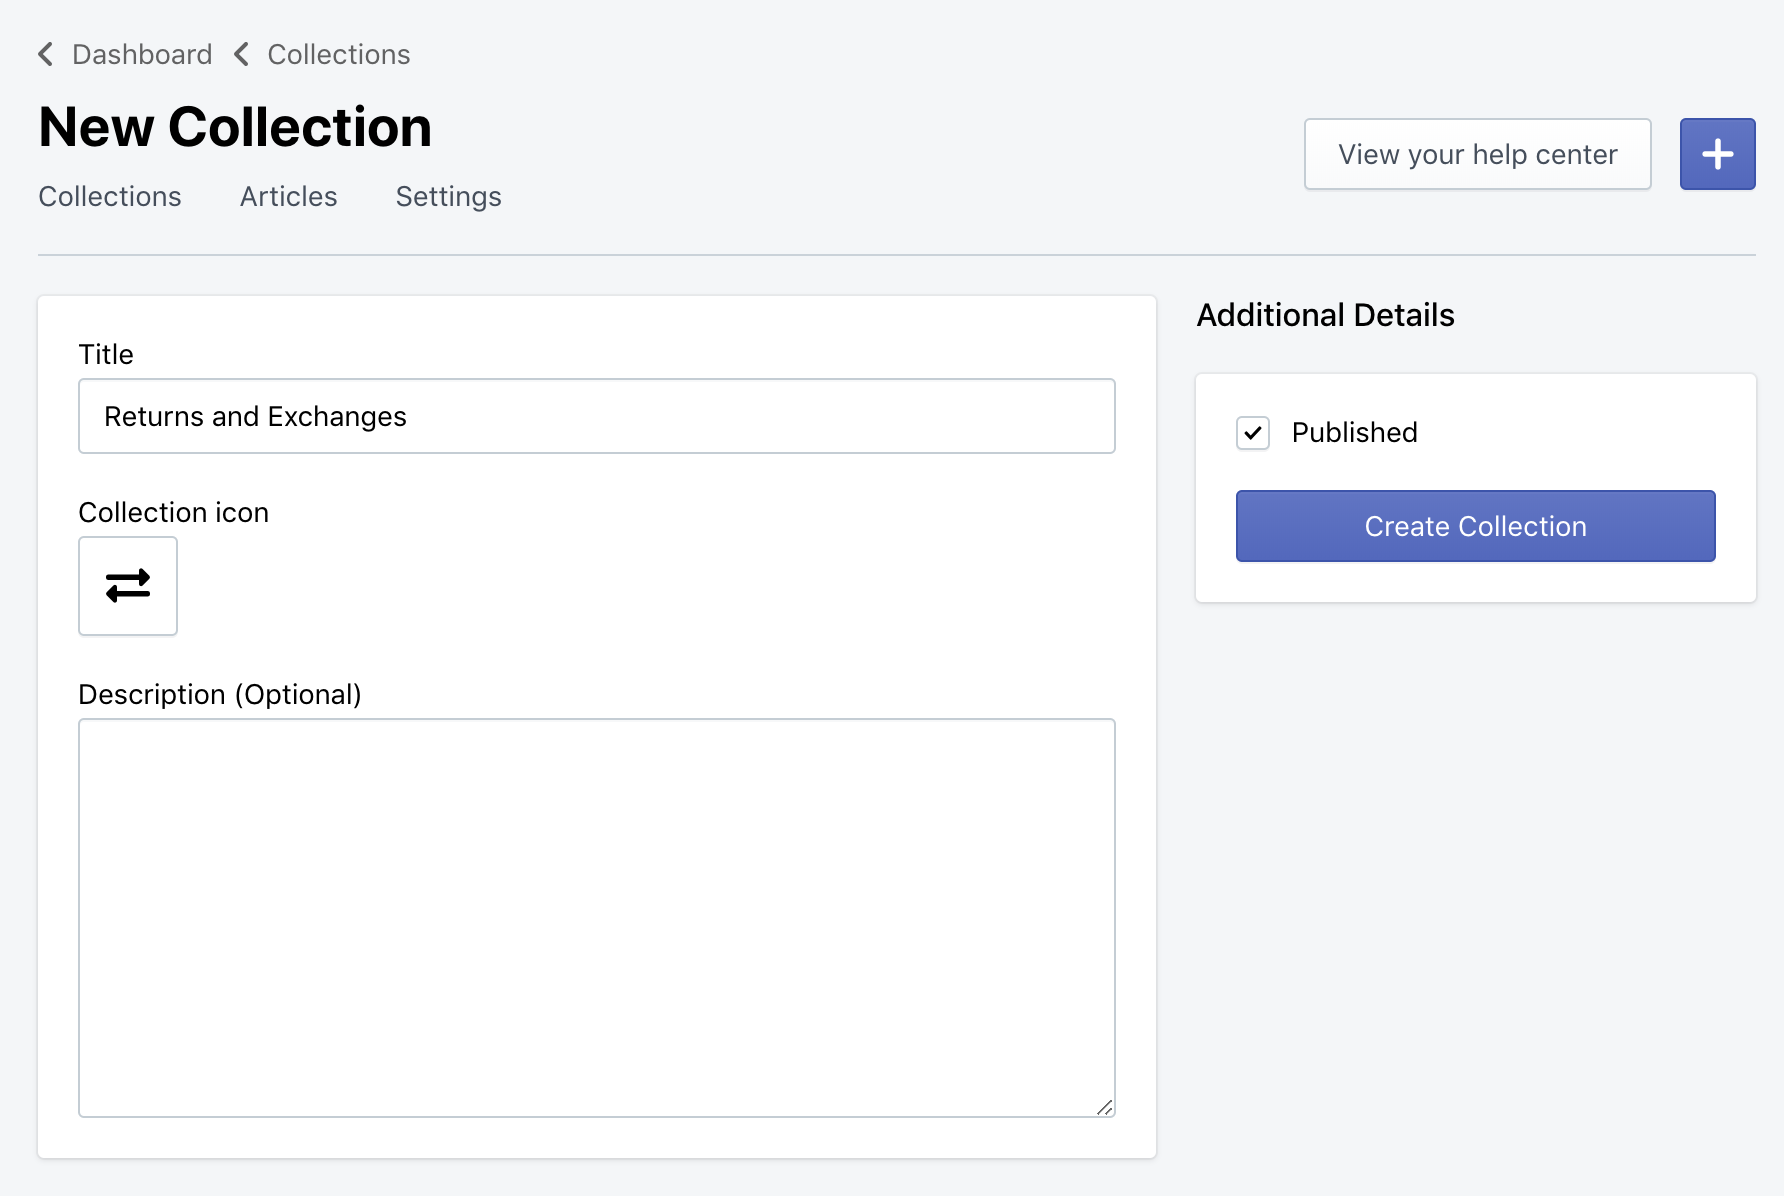 Dashboard Collections
New Collection
View your help center
Collections Articles Settings
Title
Returns and Exchanges
Collection icon
Description (Optional)
Additional Details
Published
Create Collection